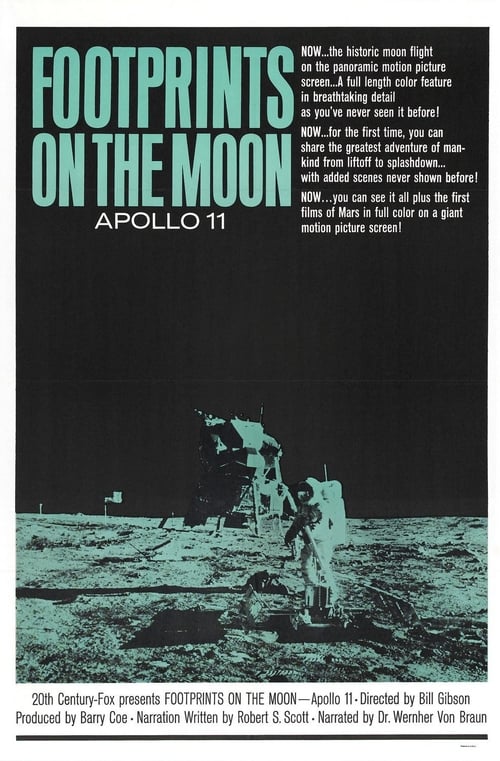 FOOTPRINTS
ON THE MOON
APOLLO 11
NOW...the historic moon flight
on the panoramic motion picture
screen...A full length color feature
in breathtaking detail
as you've never seen it before!
NOW...for the first time, you can
share the greatest adventure of man-
kind from liftoff to splashdown...
with added scenes never shown before!
NOW...you can see it all plus the first
films of Mars in full color on a giant
motion picture screen!
20th Century-Fox presents FOOTPRINTS ON THE MOON—Apollo 11 • Directed by Bill Gibson
Produced by Barry Coe • Narration Written by Robert S. Scott • Narrated by Dr. Wernher Von Braun